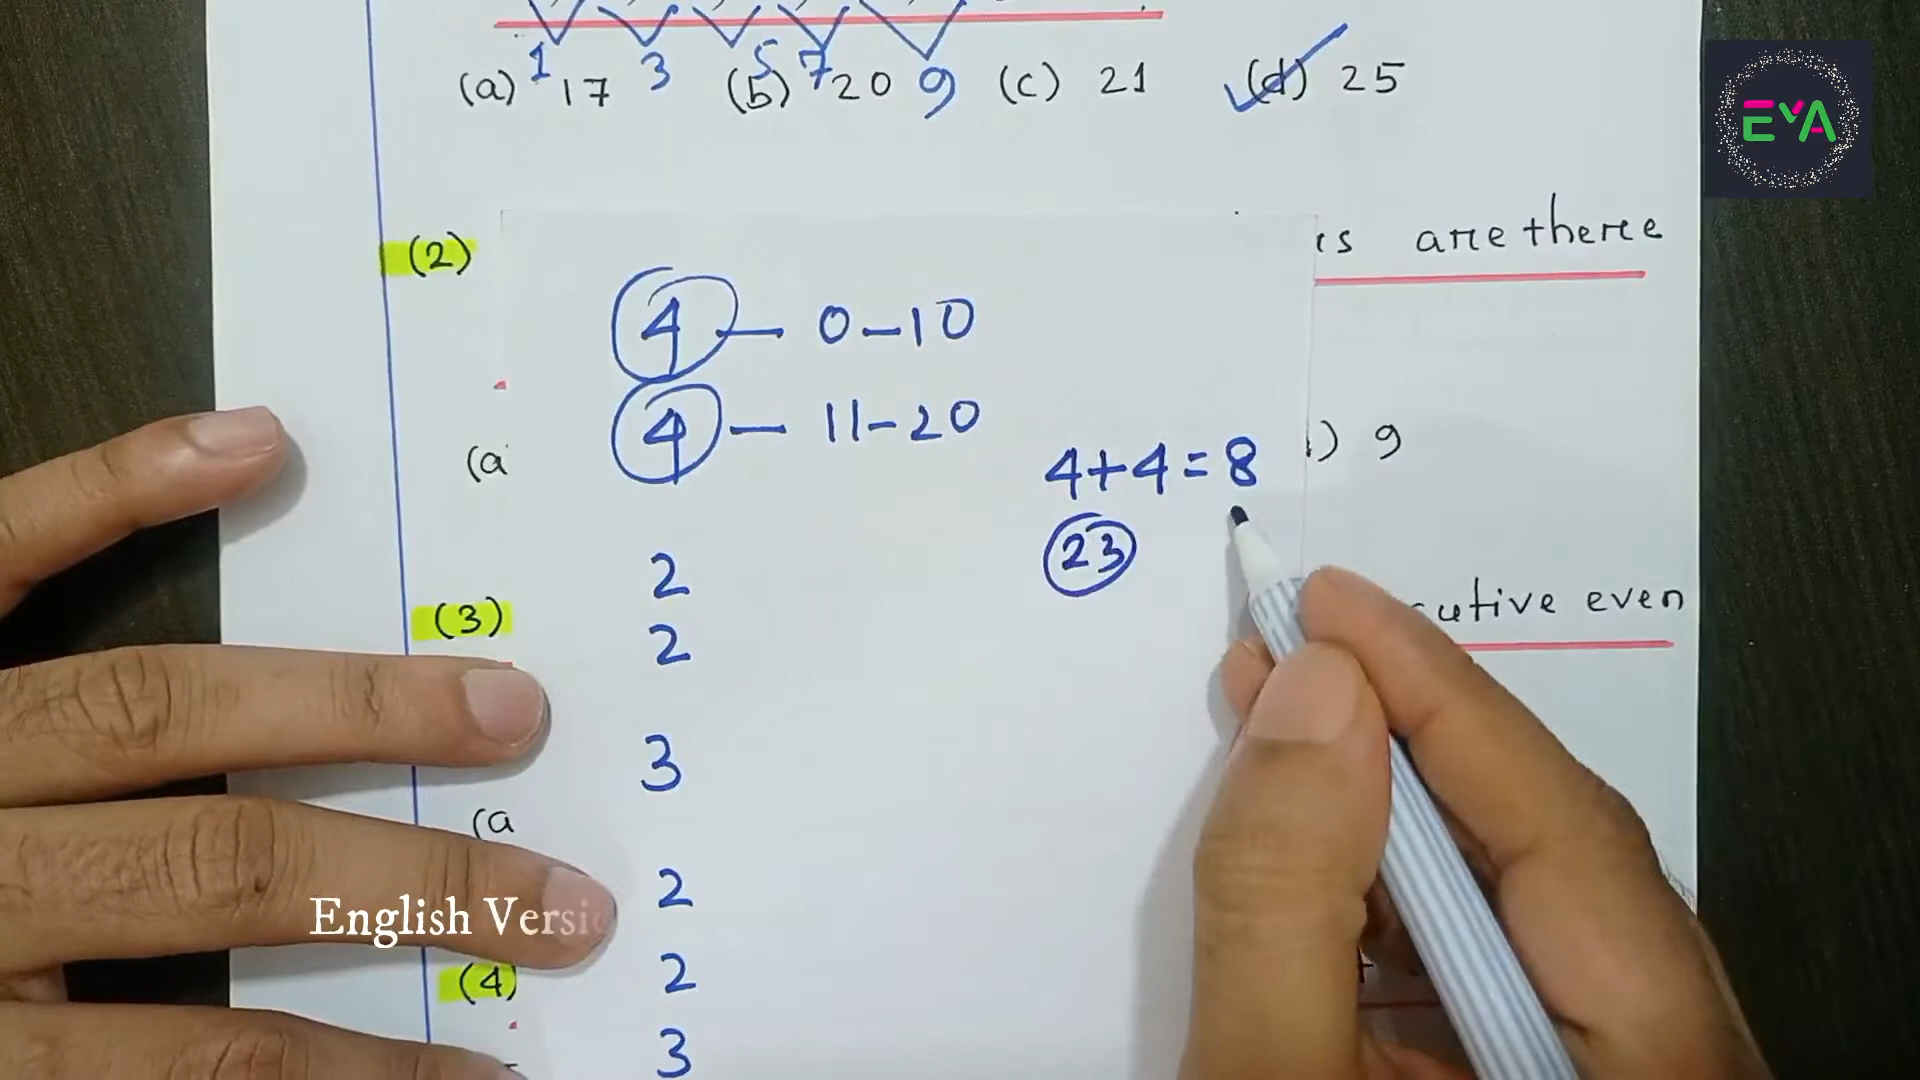 1 3 5 7 9
(a) 17 (b) 20 (c) 21 (d) 25
EYA
(2) are there
4 — 0-10
4 — 11-20
(a 9
4+4=8
23
2
(3) even
2
3
(a
2
English Versi
2
(4)
3